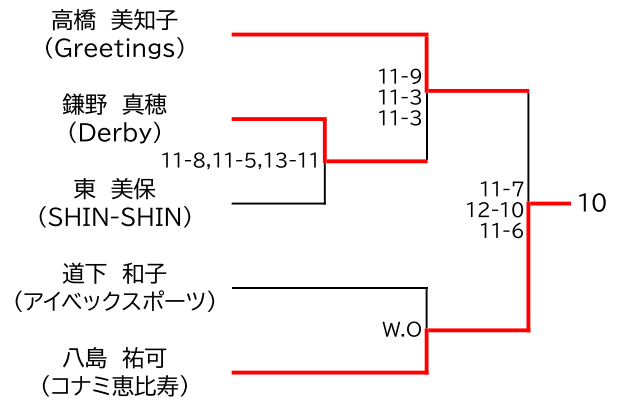 高橋 美知子
（Greetings）
11-9
11-3
11-3
鎌野 真穂
（Derby）
11-8,11-5,13-11
東 美保
（SHIN-SHIN）
11-7
12-10
11-6
10
道下 和子
（アイベックスポーツ）
W.O
八島 祐可
（コナミ恵比寿）